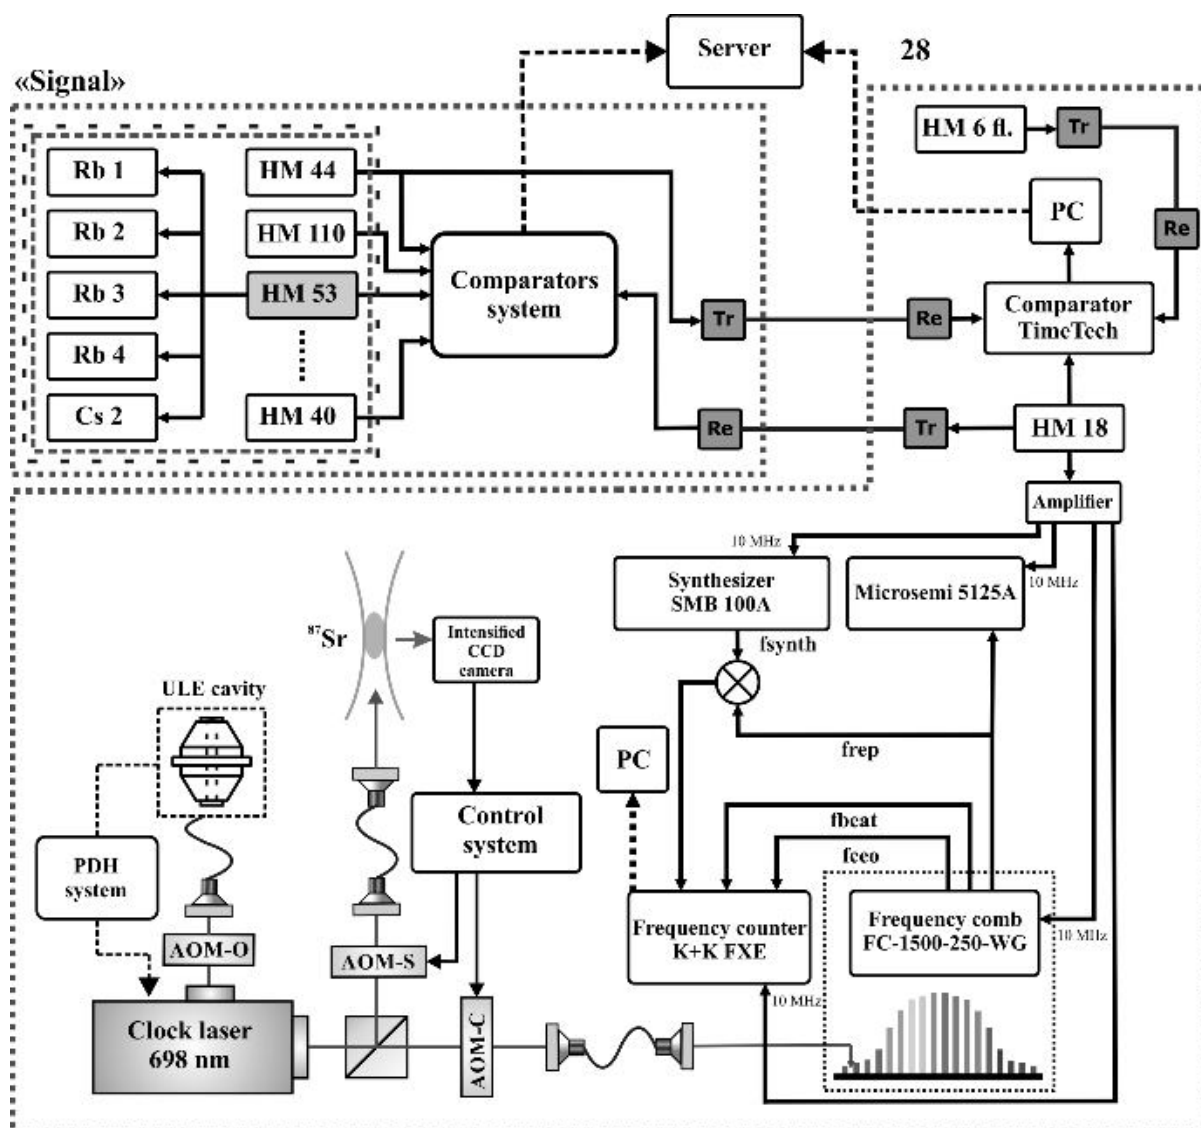 Server
28
«Signal»
HM 6 fl.
Tr
Rb 1
HM 44
PC
Re
Rb 2
HM 110
Rb 3
HM 53
Comparators
system
Tr
Re
Comparator
TimeTech
Rb 4
Cs 2
HM 40
Re
Tr
HM 18
Amplifier
10 MHz
10 MHz
Synthesizer
SMB 100A
Microsemi 5125A
87Sr
Intensified
CCD
camera
fsynth
ULE cavity
PC
frep
Control
system
fbeat
fceo
PDH
system
Frequency counter
K+K FXE
Frequency comb
FC-1500-250-WG
10 MHz
10 MHz
AOM-O
AOM-S
AOM-C
Clock laser
698 nm